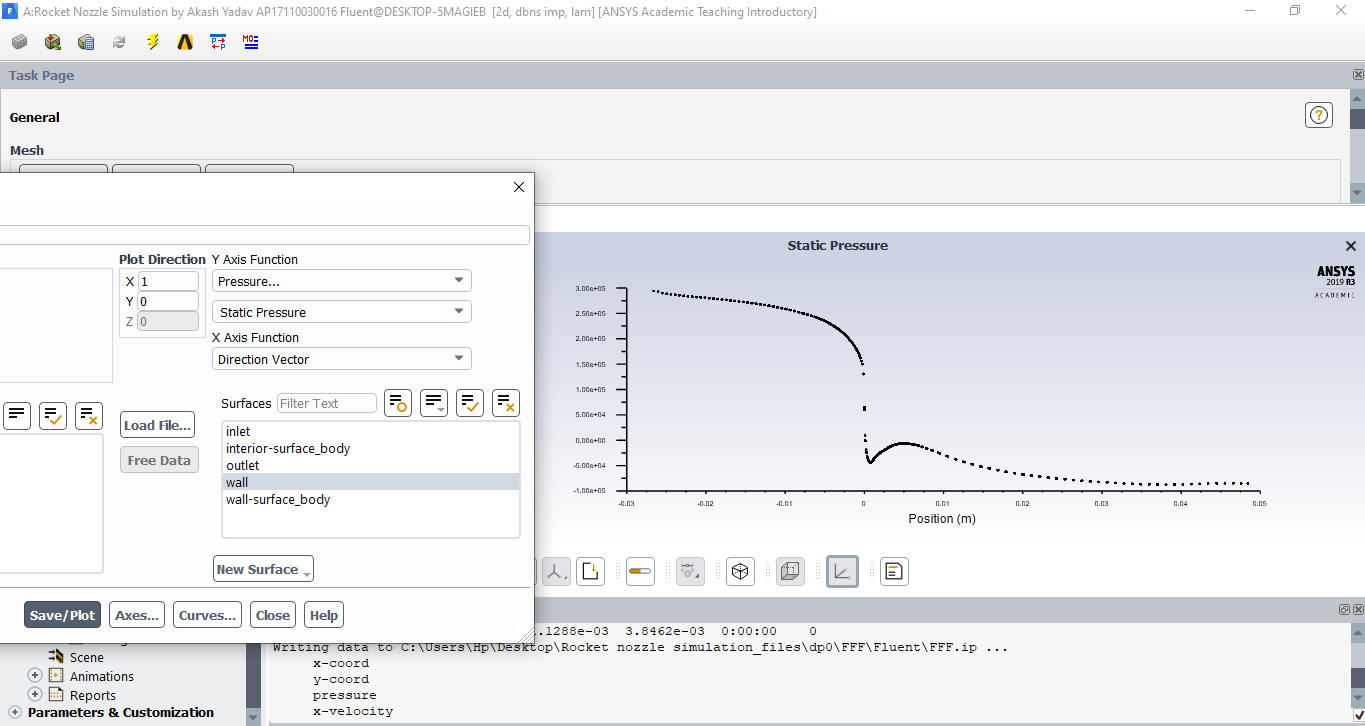 A:Rocket Nozzle Simulation by Akash Yadav AP17110030016 Fluent@DESKTOP-5MAGIEB [2d, dbns imp, lam] [ANSYS Academic Teaching Introductory]
Task Page
General
Mesh
Plot Direction
X 1
Y 0
Z 0
Y Axis Function
Pressure...
Static Pressure
X Axis Function
Direction Vector
Surfaces Filter Text
Load File...
Free Data
inlet
interior-surface_body
outlet
wall
wall-surface_body
New Surface
Save/Plot Axes... Curves... Close Help
Static Pressure
ANSYS
2019 R3
ACADEMIC
3.00e+05
2.50e+05
2.00e+05
1.50e+05
1.00e+05
5.00e+04
0.00e+00
-5.00e+04
-1.00e+05
-0.03 -0.02 -0.01 0 0.01 0.02 0.03 0.04 0.05
Position (m)
.1288e-03 3.8462e-03 0:00:00 0
Writing data to C:\Users\Hp\Desktop\Rocket nozzle simulation_files\dp0\FFF\Fluent\FFF.ip ...
x-coord
y-coord
pressure
x-velocity
Scene
Animations
Reports
Parameters & Customization